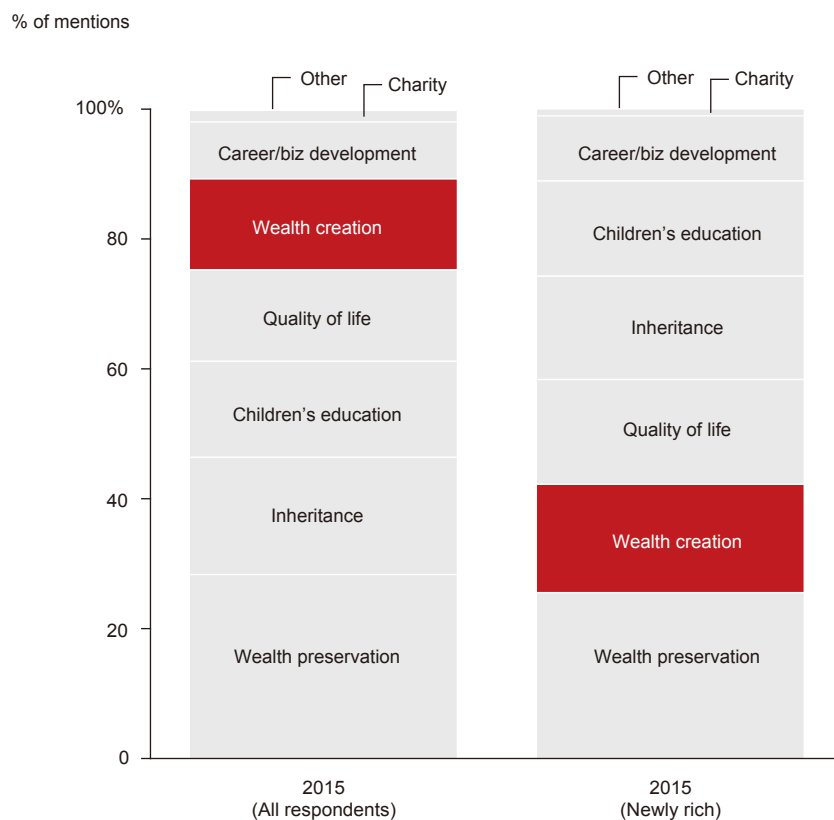 % of mentions
Other
Charity
Other
Charity
100%
80
60
40
20
0
Career/biz development
Wealth creation
Quality of life
Children's education
Inheritance
Wealth preservation
Career/biz development
Children's education
Inheritance
Quality of life
Wealth creation
Wealth preservation
2015
(All respondents)
2015
(Newly rich)